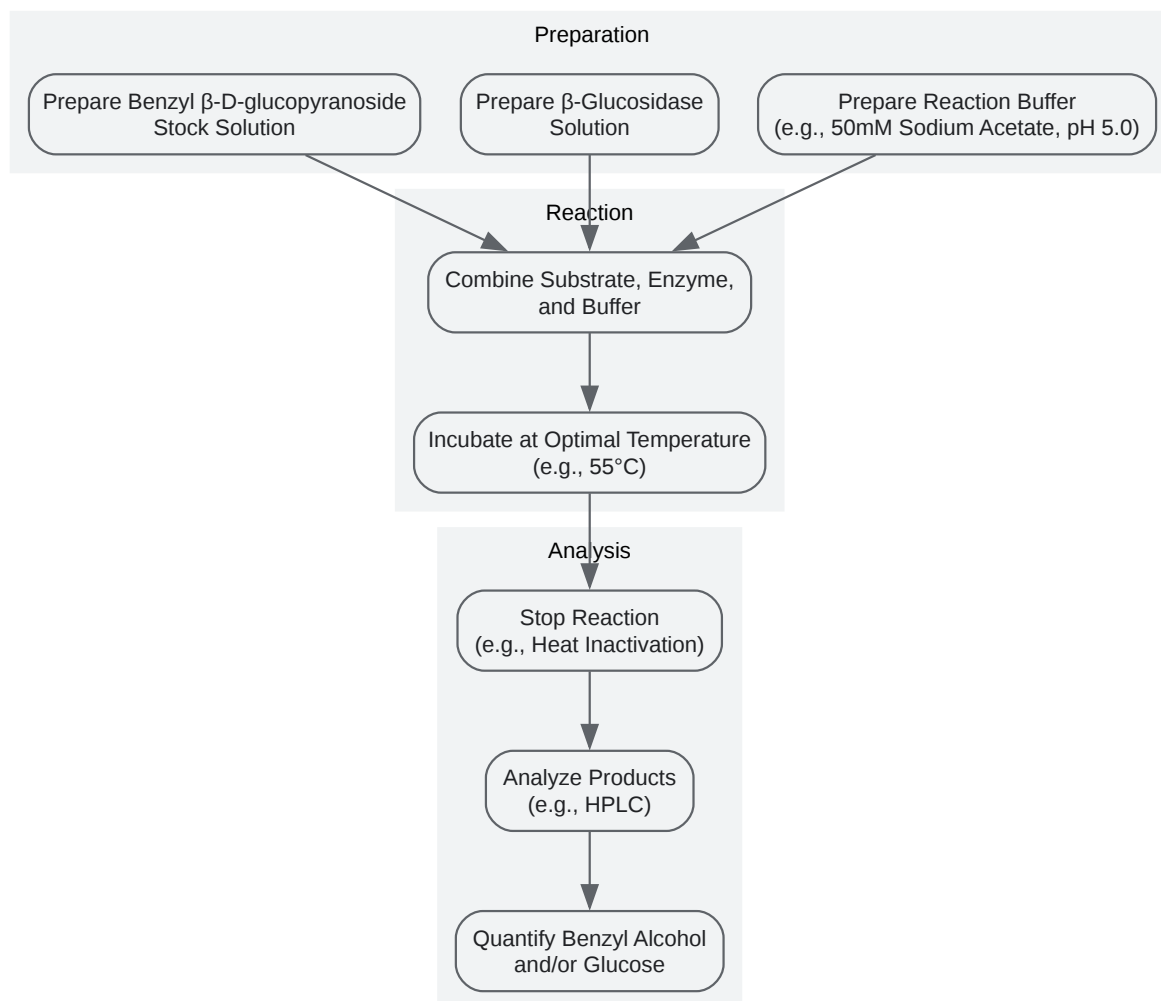 Preparation
Prepare Benzyl β-D-glucopyranoside
Stock Solution
Prepare β-Glucosidase
Solution
Prepare Reaction Buffer
(e.g., 50mM Sodium Acetate, pH 5.0)
Reaction
Combine Substrate, Enzyme,
and Buffer
Incubate at Optimal Temperature
(e.g., 55°C)
Analysis
Stop Reaction
(e.g., Heat Inactivation)
Analyze Products
(e.g., HPLC)
Quantify Benzyl Alcohol
and/or Glucose